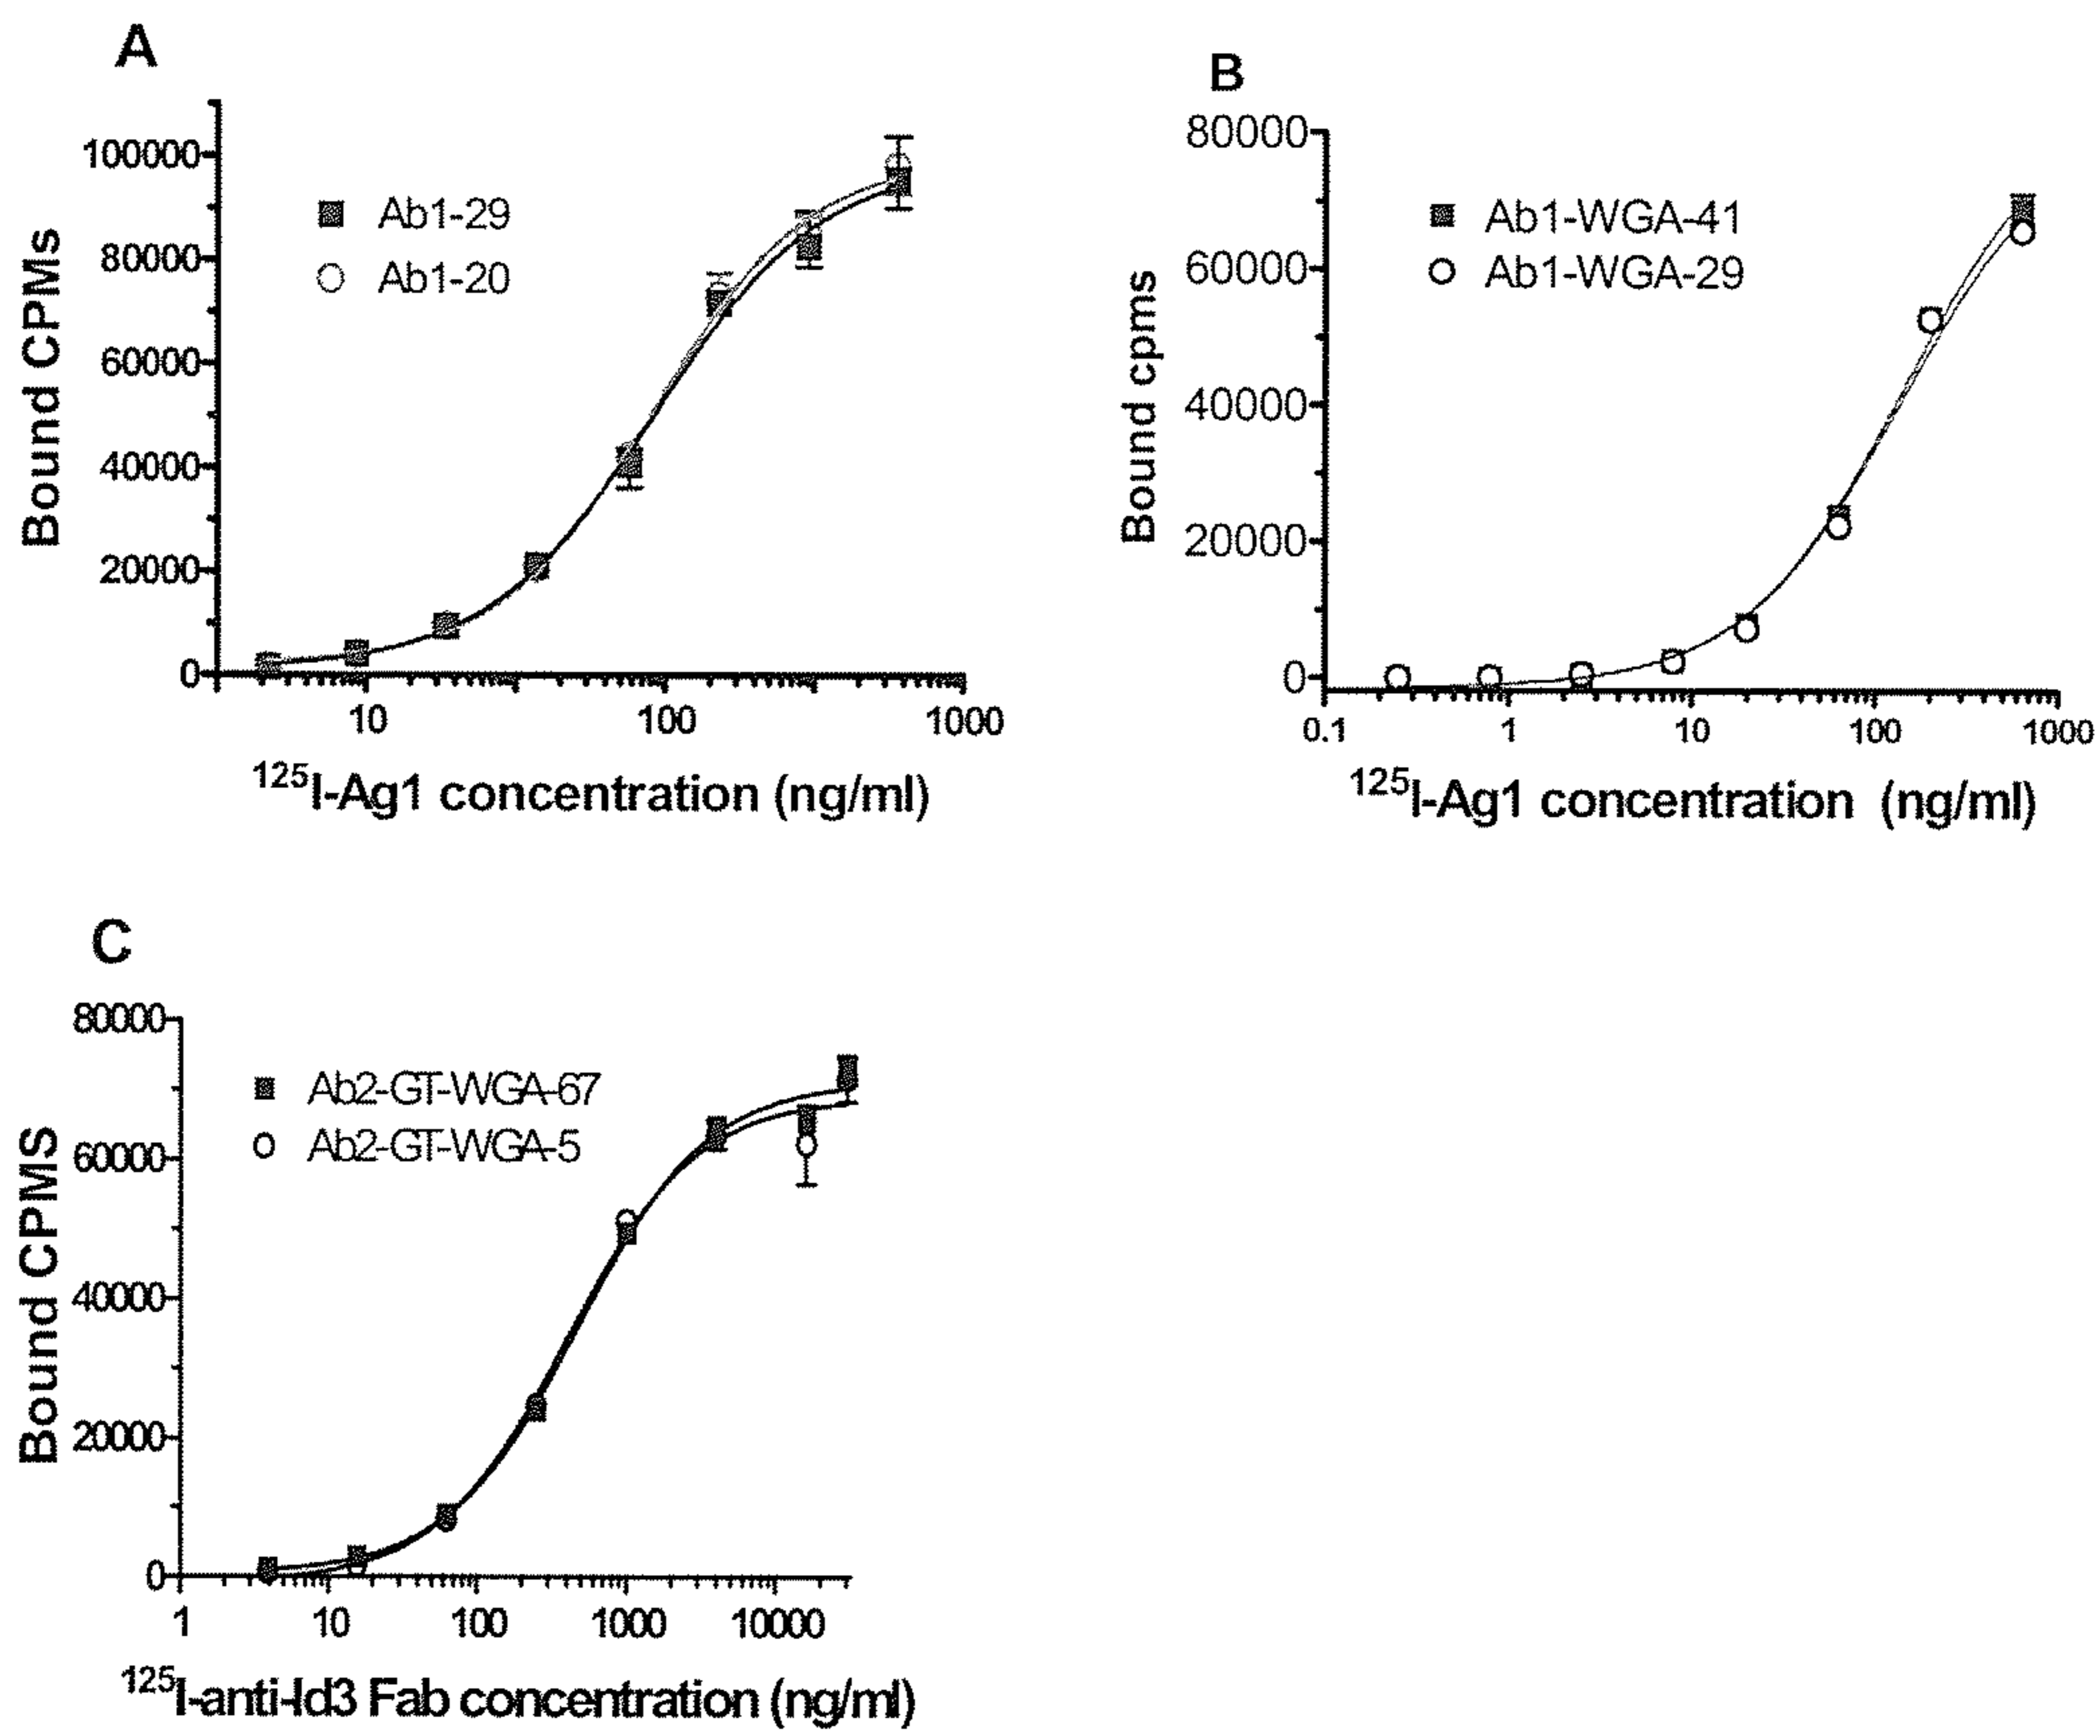 A
100000
80000
60000
40000
20000
0
Bound CPMs
Ab1-29
Ab1-20
10 100 1000
125I-Ag1 concentration (ng/ml)
B
80000
60000
40000
20000
0
Bound cpms
Ab1-WGA-41
Ab1-WGA-29
0.1 1 10 100 1000
125I-Ag1 concentration (ng/ml)
C
80000
60000
40000
20000
0
Bound CPMS
Ab2-GT-WGA-67
Ab2-GT-WGA-5
1 10 100 1000 10000
125I-anti-Id3 Fab concentration (ng/ml)